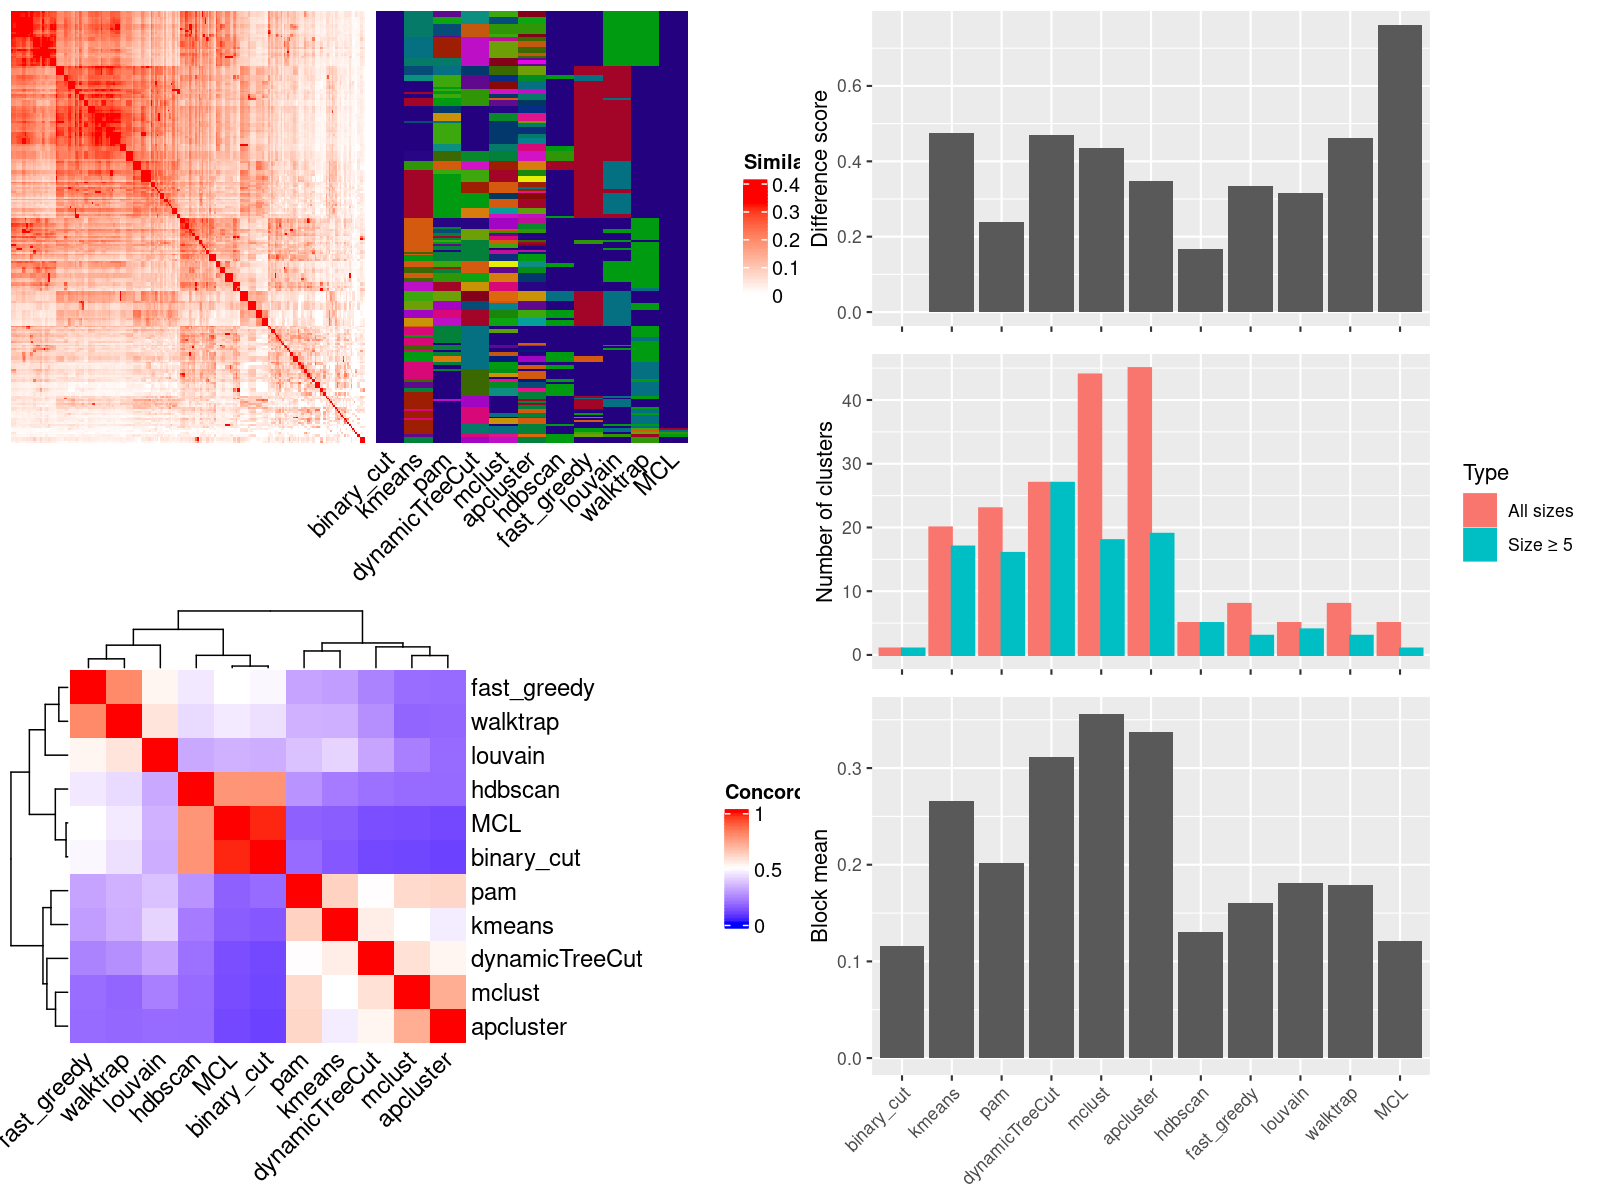 Simila
0.4
0.3
0.2
0.1
0
binary_cut
kmeans
pam
dynamicTreeCut
mclust
apcluster
hdbscan
fast_greedy
louvain
walktrap
MCL
fast_greedy
walktrap
louvain
hdbscan
MCL
binary_cut
pam
kmeans
dynamicTreeCut
mclust
apcluster
fast_greedy
walktrap
louvain
hdbscan
MCL
binary_cut
pam
kmeans
dynamicTreeCut
mclust
apcluster
Concord
1
0.5
0
Difference score
0.6
0.4
0.2
0.0
Number of clusters
40
30
20
10
0
Type
All sizes
Size ≥ 5
Block mean
0.3
0.2
0.1
0.0
binary_cut
kmeans
pam
dynamicTreeCut
mclust
apcluster
hdbscan
fast_greedy
louvain
walktrap
MCL